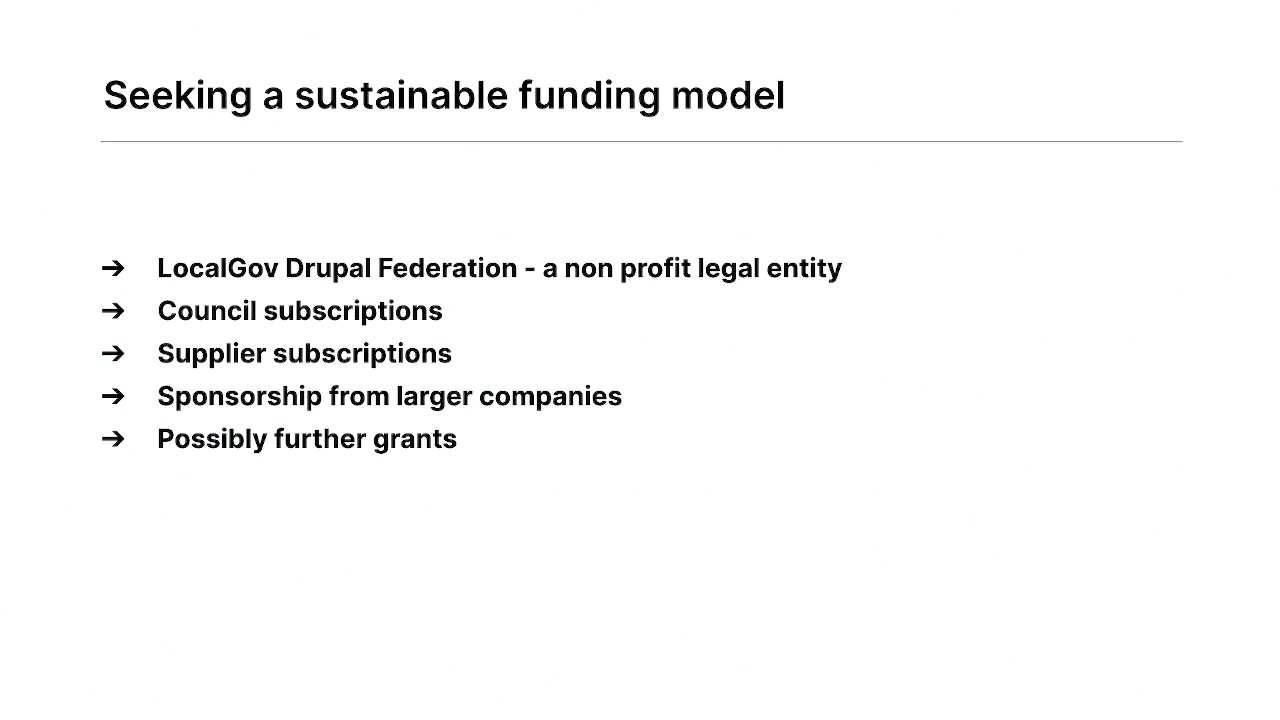 Seeking a sustainable funding model
➔ LocalGov Drupal Federation - a non profit legal entity
➔ Council subscriptions
➔ Supplier subscriptions
➔ Sponsorship from larger companies
➔ Possibly further grants